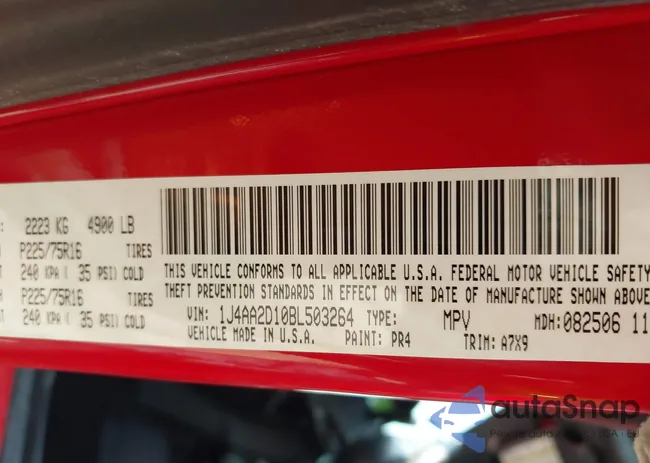 2223 KG 4900 LB
P225/75R16 TIRES
240 KPA ( 35 PSI) COLD
P225/75R16 TIRES
240 KPA ( 35 PSI) COLD
THIS VEHICLE CONFORMS TO ALL APPLICABLE U.S.A. FEDERAL MOTOR VEHICLE SAFETY
THEFT PREVENTION STANDARDS IN EFFECT ON THE DATE OF MANUFACTURE SHOWN ABOVE
VIN: 1J4AA2D10BL503264 TYPE: MPV MDH: 082506 11
VEHICLE MADE IN U.S.A. PAINT: PR4 TRIM: A7X9
autaSnap